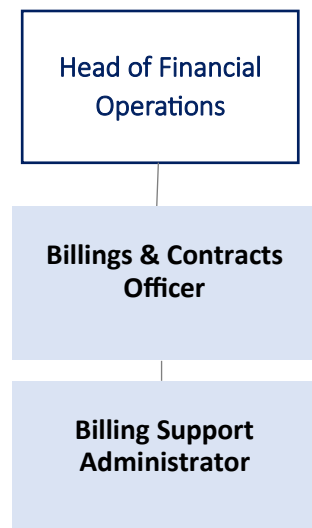 Head of Financial
Operations
Billings & Contracts
Officer
Billing Support
Administrator